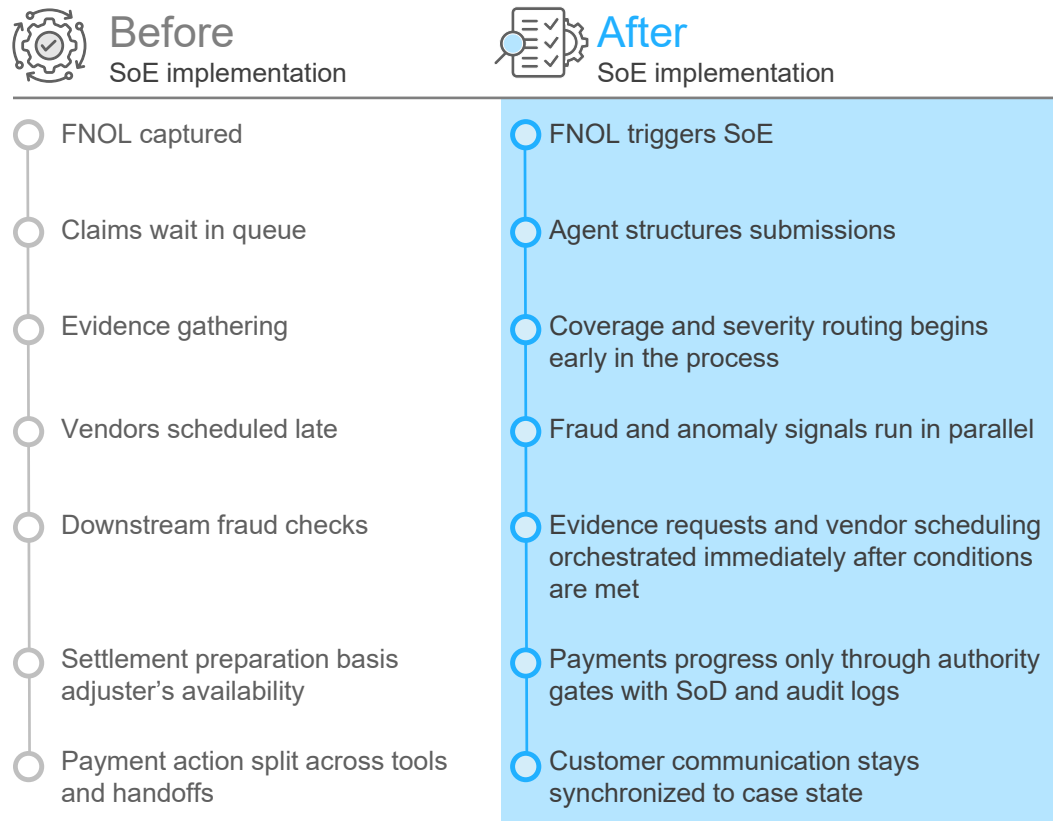 Before
SoE implementation
FNOL captured
Claims wait in queue
Evidence gathering
Vendors scheduled late
Downstream fraud checks
Settlement preparation basis
adjuster’s availability
Payment action split across tools
and handoffs
After
SoE implementation
FNOL triggers SoE
Agent structures submissions
Coverage and severity routing begins
early in the process
Fraud and anomaly signals run in parallel
Evidence requests and vendor scheduling
orchestrated immediately after conditions
are met
Payments progress only through authority
gates with SoD and audit logs
Customer communication stays
synchronized to case state